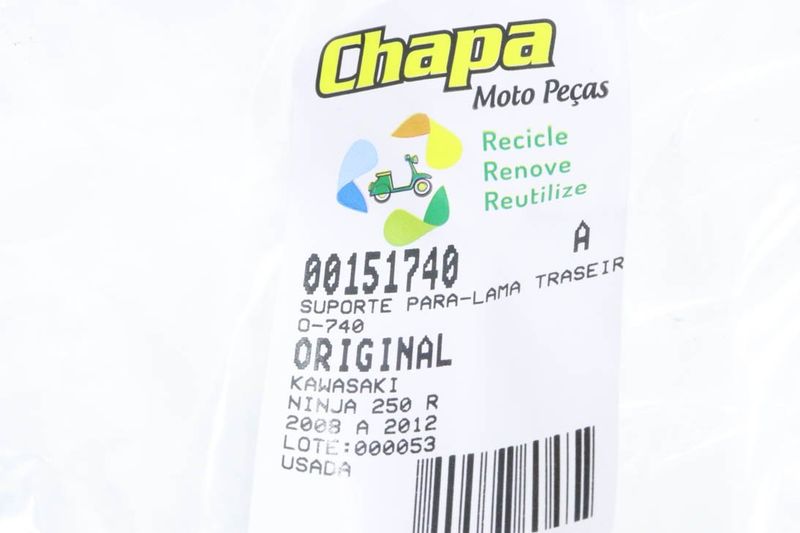 Chapa
Moto Peças
Recicle
Renove
Reutilize
00151740 A
SUPORTE PARA-LAMA TRASEIR
O-740
ORIGINAL
KAWASAKI
NINJA 250 R
2008 A 2012
LOTE:000053
USADA